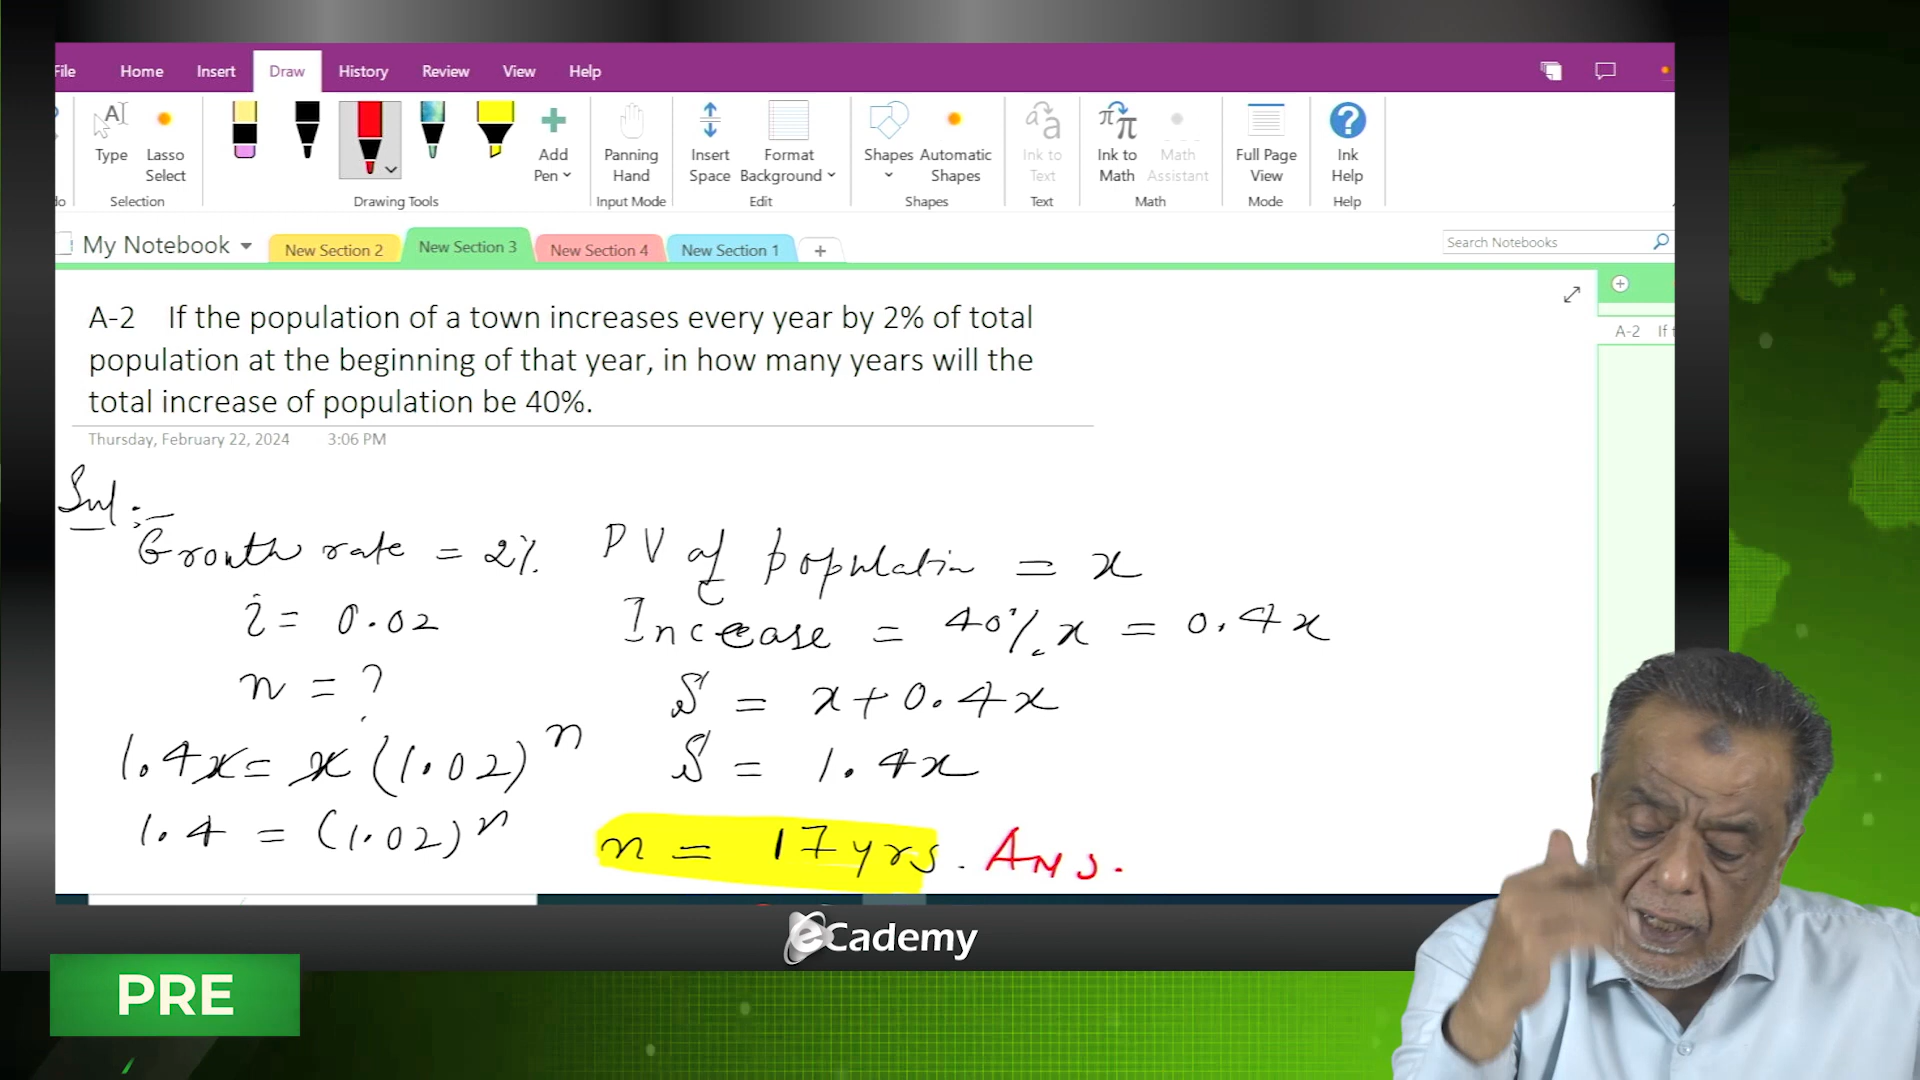 File Home Insert Draw History Review View Help
Type
Lasso Select
Selection
Drawing Tools
Add Pen
Panning Hand
Input Mode
Insert Space
Format Background
Edit
Shapes
Automatic Shapes
Shapes
Ink to Text
Text
Ink to Math
Math Assistant
Math
Full Page View
Mode
Ink Help
Help
My Notebook New Section 2 New Section 3 New Section 4 New Section 1 +
Search Notebooks
A-2 If the population of a town increases every year by 2% of total
population at the beginning of that year, in how many years will the
total increase of population be 40%.
A-2 If t
Thursday, February 22, 2024 3:06 PM
Sol :-
Growth rate = 2%
i = 0.02
n = ?
1.4x = x (1.02)^n
1.4 = (1.02)^n
PV of population = x
Increase = 40% x = 0.4x
S = x + 0.4x
S = 1.4x
n = 17 yrs. Ans.
eCademy
PRE